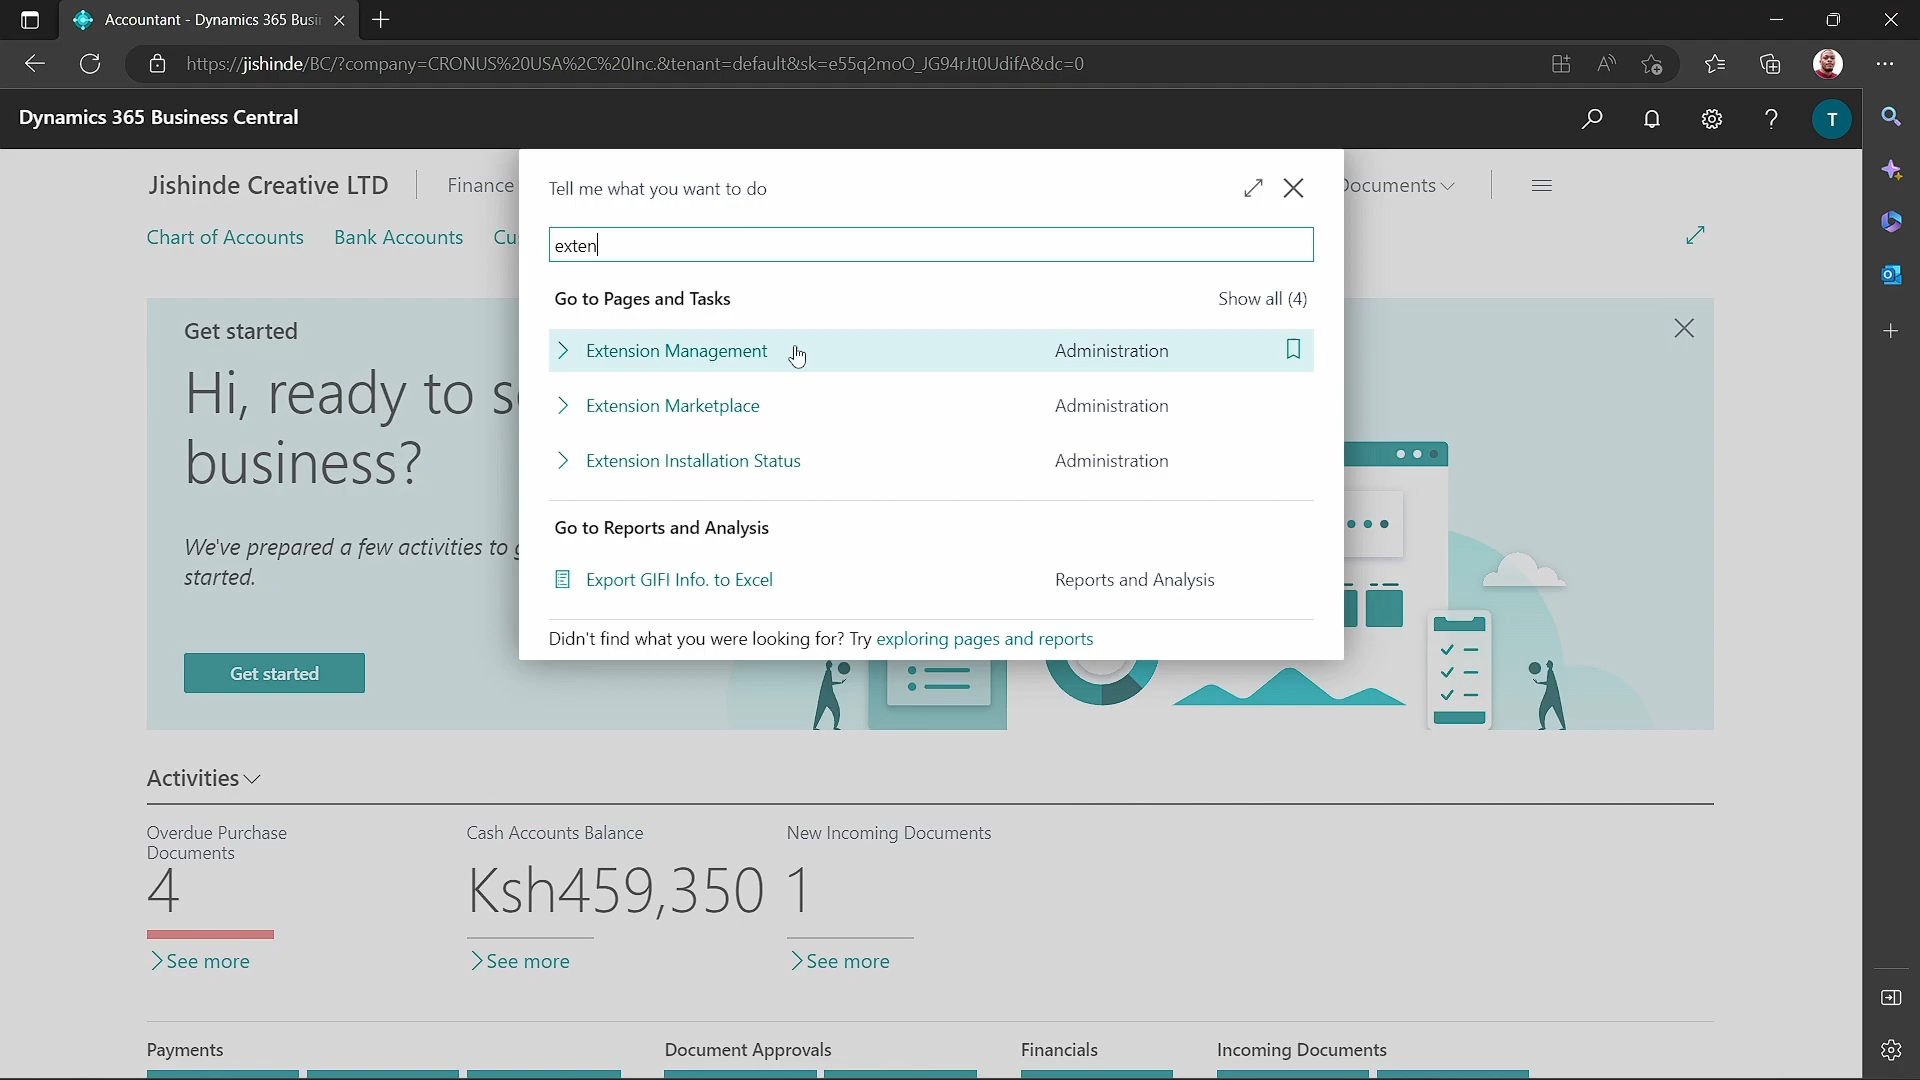 Accountant - Dynamics 365 Busi
https://jishinde/BC/?company=CRONUS%20USA%2C%20Inc.&tenant=default&sk=e55q2moO_JG94rJt0UdifA&dc=0
Dynamics 365 Business Central
T
Jishinde Creative LTD
Finance
Documents
Chart of Accounts Bank Accounts Cu
Tell me what you want to do
exten
Go to Pages and Tasks Show all (4)
Extension Management Administration
Extension Marketplace Administration
Extension Installation Status Administration
Go to Reports and Analysis
Export GIFI Info. to Excel Reports and Analysis
Didn't find what you were looking for? Try exploring pages and reports
Get started
Hi, ready to s
business?
We've prepared a few activities to g
started.
Get started
Activities
Overdue Purchase
Documents
4
See more
Cash Accounts Balance
Ksh459,350
See more
New Incoming Documents
1
See more
Payments Document Approvals Financials Incoming Documents